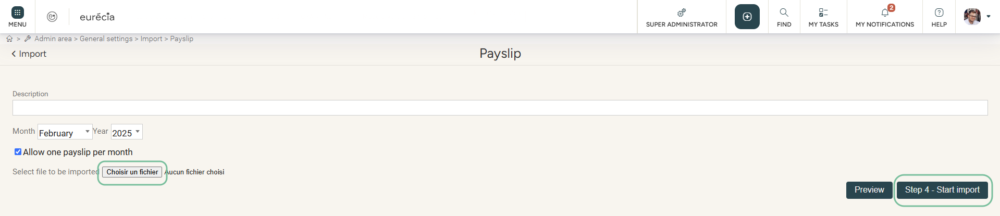 MENU
eurécia
SUPER ADMINISTRATOR
FIND
MY TASKS
2
MY NOTIFICATIONS
HELP
> Admin area > General settings > Import > Payslip
Import
Payslip
Description
Month February Year 2025
Allow one payslip per month
Select file to be imported Choisir un fichier Aucun fichier choisi
Preview Step 4 - Start import